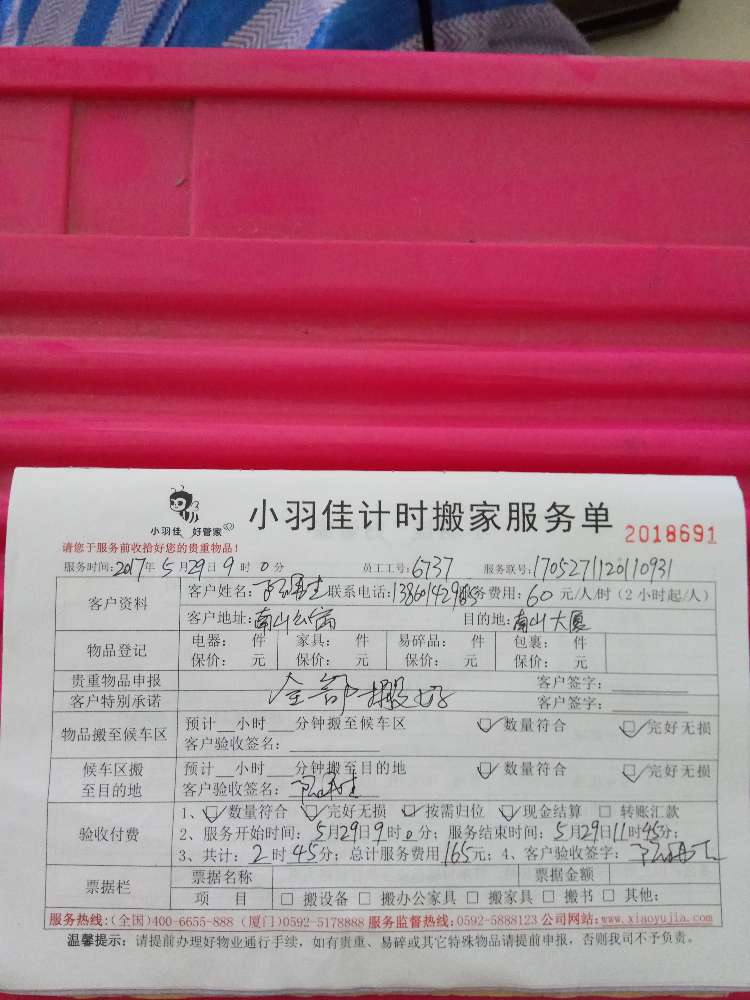 小羽佳 好管家
小羽佳计时搬家服务单
2018691
请您于服务前收拾好您的贵重物品！
服务时间：2017年5月29日9时0分 员工工号：6737 服务联号：1705271120110931
客户资料
客户姓名： 联系电话： 务费用：60元/人/时（2小时起/人）
客户地址：南山公寓 目的地：南山大厦
物品登记
电器： 件 家具： 件 易碎品： 件 包裹： 件
保价： 元 保价： 元 保价： 元 保价： 元
贵重物品申报 客户签字：
全部搬好
客户特别承诺 客户签字：
物品搬至候车区
预计__小时___分钟搬至候车区 ☑数量符合 ☑完好无损
客户验收签名：
候车区搬
至目的地
预计__小时___分钟搬至目的地 ☑数量符合 ☑完好无损
客户验收签名：
验收付费
1、☑数量符合 ☑完好无损 ☑按需归位 ☑现金结算 □ 转账汇款
2、服务开始时间：5月29日9时0分；服务结束时间：5月29日11时45分；
3、共计：2时45分；总计服务费用165元；4、客户验签字：
票据栏
票据名称 票据金额
项 目 □ 搬设备 □ 搬办公家具 □ 搬家具 □ 搬书 □ 其他：
服务热线：（全国）400-6655-888（厦门）0592-5178888 服务监督热线：0592-5888123 公司网站：www.xiaoyujia.com
温馨提示：请提前办理好物业通行手续，如有贵重、易碎或其它特殊物品请提前申报，否则我司不予负责。